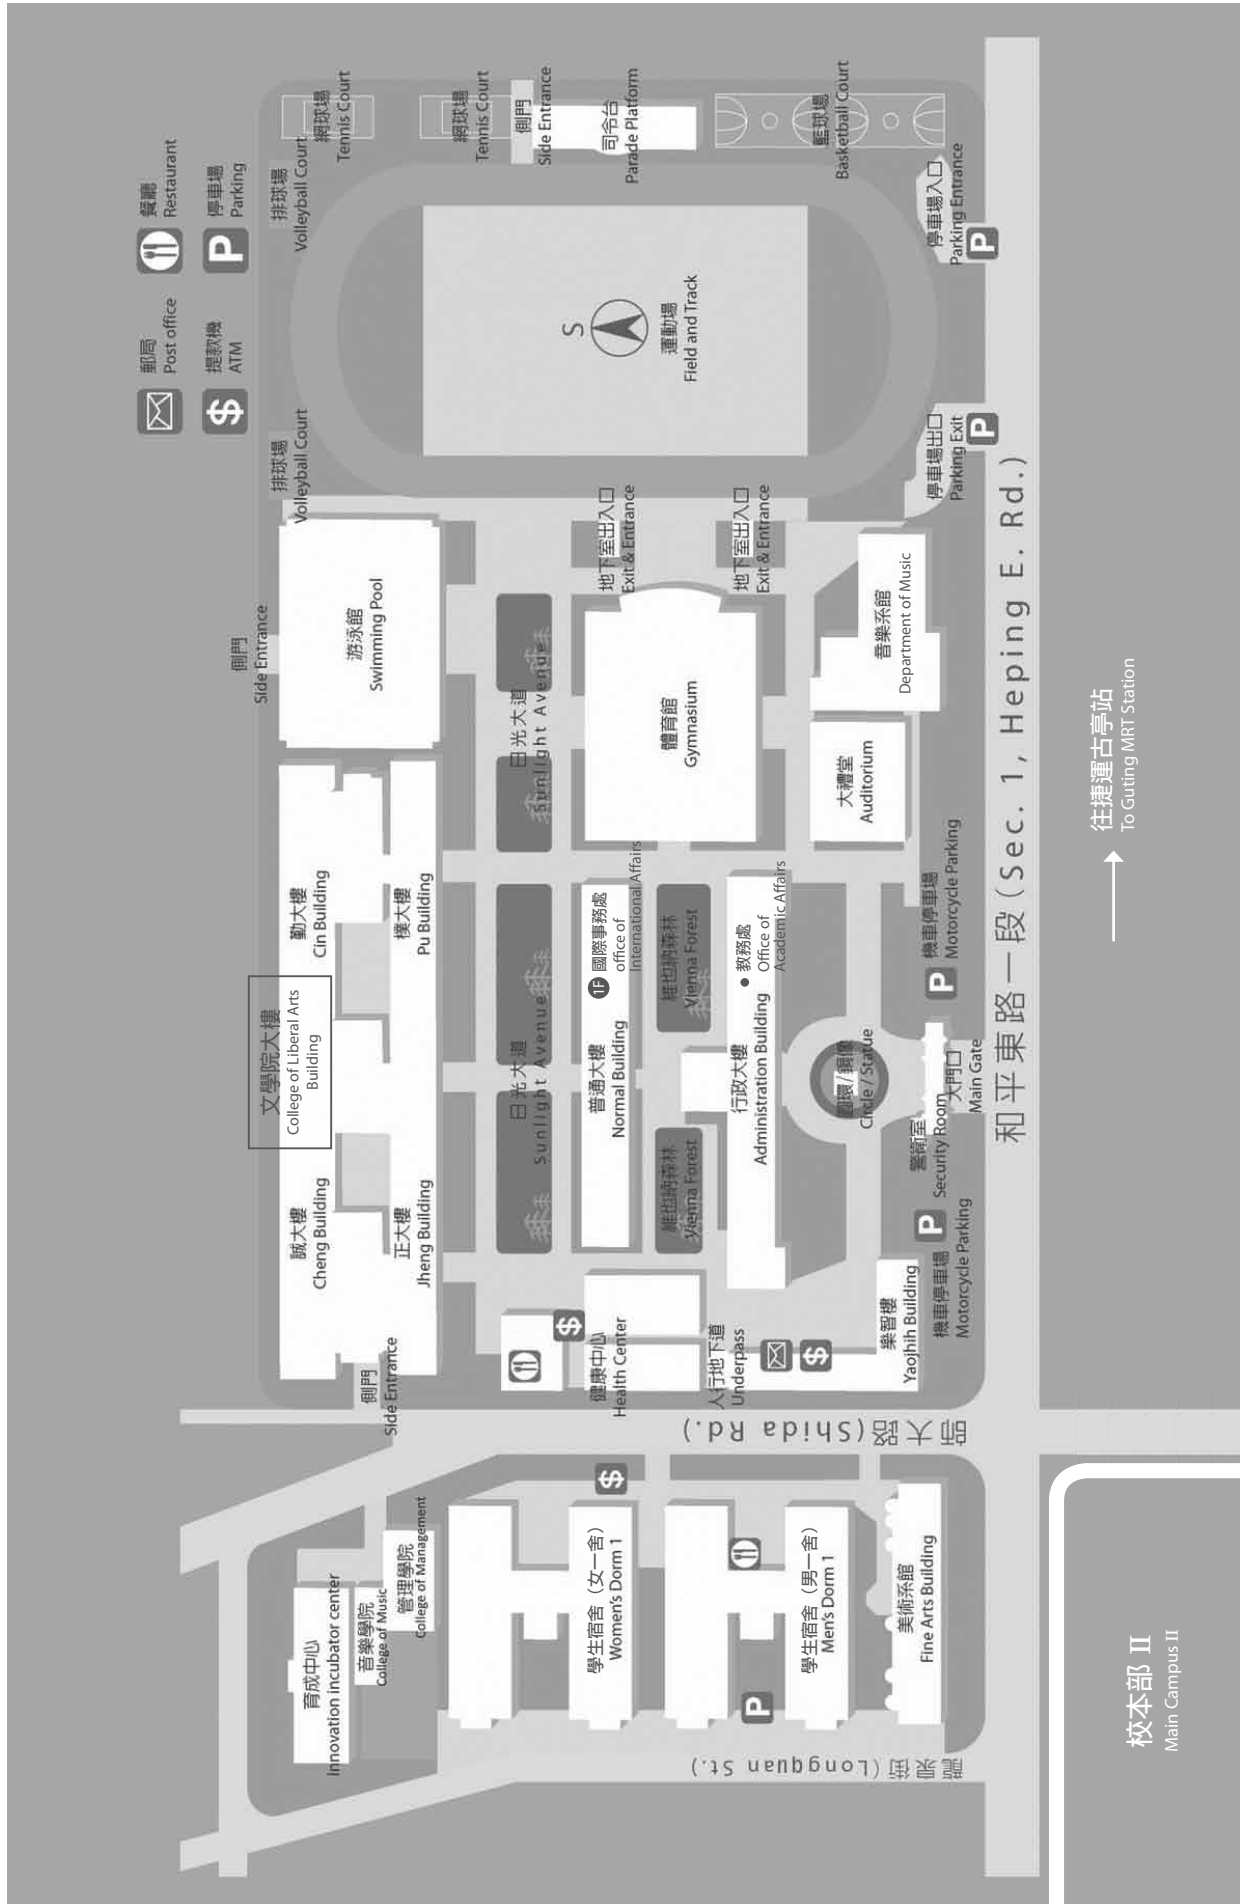 餐廳
Restaurant
P
停車場
Parking
郵局
Post office
$
提款機
ATM
網球場
Tennis Court
網球場
Tennis Court
側門
Side Entrance
司令台
Parade Platform
籃球場
Basketball Court
排球場
Volleyball Court
排球場
Volleyball Court
S
運動場
Field and Track
停車場入口
Parking Entrance
P
停車場出口
Parking Exit
P
側門
Side Entrance
游泳館
Swimming Pool
日光大道
Sunlight Avenue
地下室出入口
Exit & Entrance
地下室出入口
Exit & Entrance
體育館
Gymnasium
音樂系館
Department of Music
大禮堂
Auditorium
勤大樓
Cin Building
樸大樓
Pu Building
文學院大樓
College of Liberal Arts
Building
誠大樓
Cheng Building
正大樓
Jheng Building
日光大道
Sunlight Avenue
1F 國際事務處
office of
International Affairs
普通大樓
Normal Building
維也納森林
Vienna Forest
維也納森林
Vienna Forest
教務處
Office of
Academic Affairs
行政大樓
Administration Building
圓環/銅像
Circle / Statue
機車停車場
Motorcycle Parking
P
大門口
Main Gate
警衛室
Security Room
P
機車停車場
Motorcycle Parking
樂智樓
Yaojhih Building
$
健康中心
Health Center
人行地下道
Underpass
$
側門
Side Entrance
師大路(Shida Rd.)
和平東路一段(Sec. 1, Heping E. Rd.)
往捷運古亭站
To Guting MRT Station
育成中心
Innovation incubator center
音樂學院
College of Music
管理學院
College of Management
$
學生宿舍（女一舍）
Women's Dorm 1
學生宿舍（男一舍）
Men's Dorm 1
P
美術系館
Fine Arts Building
龍泉街(Longquan St.)
校本部 II
Main Campus II